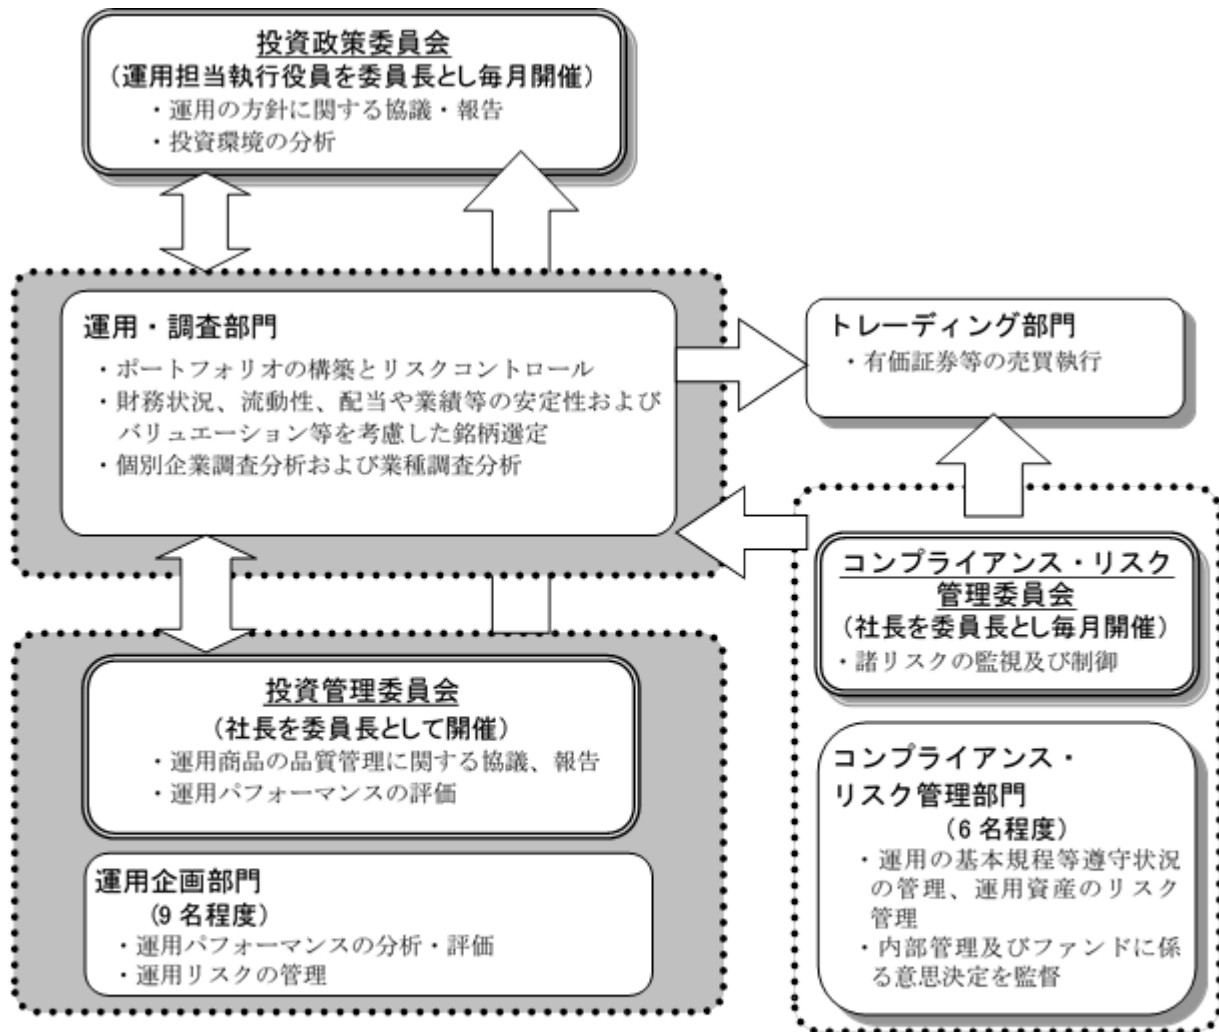 投資政策委員会
（運用担当執行役員を委員長とし毎月開催）
・運用の方針に関する協議・報告
・投資環境の分析
運用・調査部門
・ポートフォリオの構築とリスクコントロール
・財務状況、流動性、配当や業績等の安定性および
バリュエーション等を考慮した銘柄選定
・個別企業調査分析および業種調査分析
トレーディング部門
・有価証券等の売買執行
コンプライアンス・リスク
管理委員会
（社長を委員長とし毎月開催）
・諸リスクの監視及び制御
投資管理委員会
（社長を委員長として開催）
・運用商品の品質管理に関する協議、報告
・運用パフォーマンスの評価
運用企画部門
（9 名程度）
・運用パフォーマンスの分析・評価
・運用リスクの管理
コンプライアンス・
リスク管理部門
（6 名程度）
・運用の基本規程等遵守状況
の管理、運用資産のリスク
管理
・内部管理及びファンドに係
る意思決定を監督